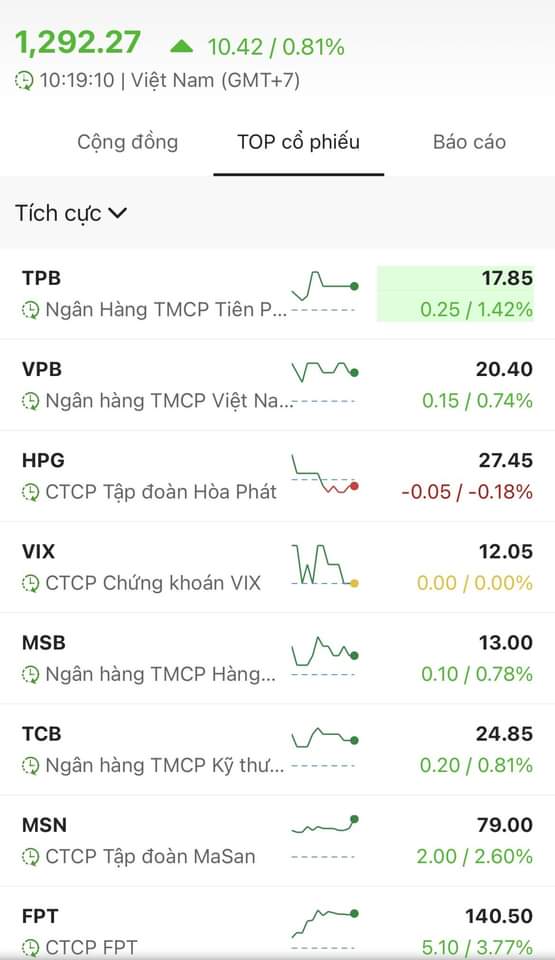 1,292.27 ▲ 10.42 / 0.81%
10:19:10 | Việt Nam (GMT+7)
Cộng đồng TOP cổ phiếu Báo cáo
Tích cực
TPB 17.85
Ngân Hàng TMCP Tiên P... 0.25 / 1.42%
VPB 20.40
Ngân hàng TMCP Việt Na... 0.15 / 0.74%
HPG 27.45
CTCP Tập đoàn Hòa Phát -0.05 / -0.18%
VIX 12.05
CTCP Chứng khoán VIX 0.00 / 0.00%
MSB 13.00
Ngân hàng TMCP Hàng... 0.10 / 0.78%
TCB 24.85
Ngân hàng TMCP Kỹ thư... 0.20 / 0.81%
MSN 79.00
CTCP Tập đoàn MaSan 2.00 / 2.60%
FPT 140.50
CTCP FPT 5.10 / 3.77%